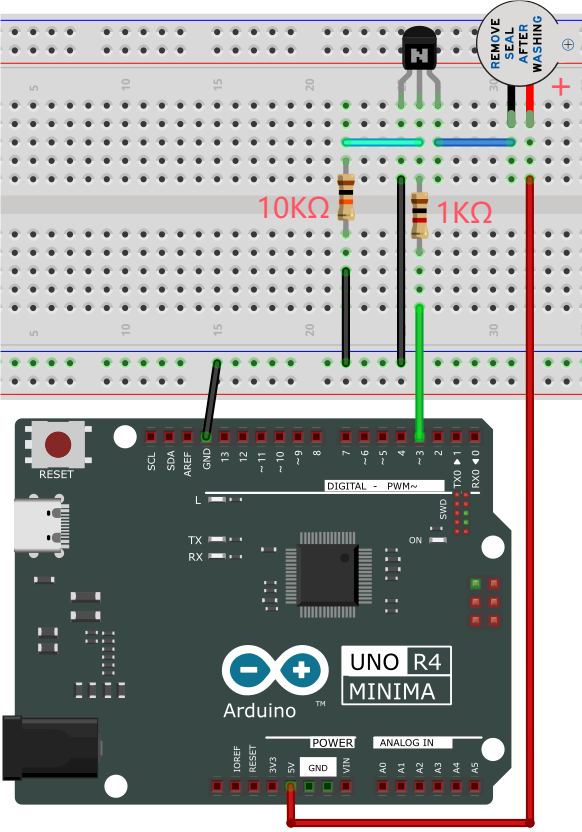 REMOVE
SEAL
AFTER
WASHING
+
N
5
10
15
20
30
10KΩ
1KΩ
5
10
15
20
30
RESET
SCL
SDA
AREF
GND
13
12
~11
~10
~9
8
7
~6
~5
4
~3
2
TX0▶1
RX0◀0
DIGITAL - PWM~
L
TX
RX
SWD
ON
UNO R4
MINIMA
Arduino
TM
POWER
ANALOG IN
IOREF
RESET
3V3
5V
GND
VIN
A0
A1
A2
A3
A4
A5